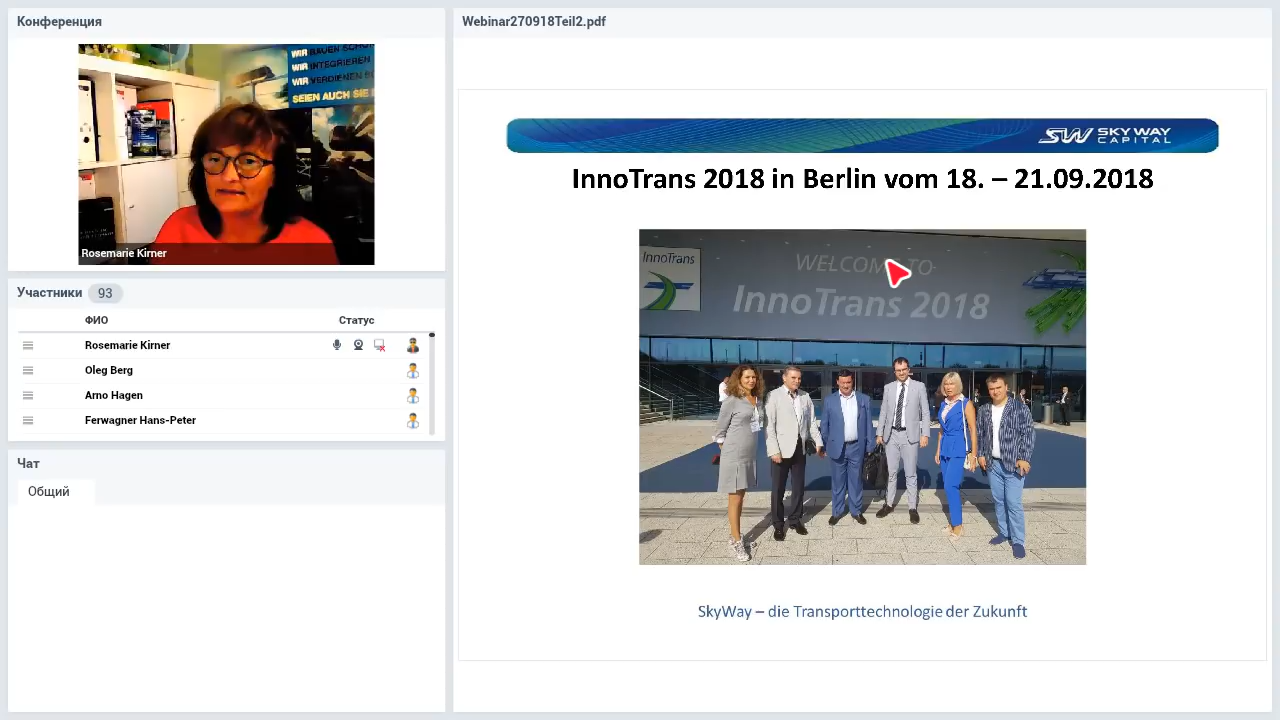 Конференция
WIR BAUEN SCHON
WIR INTEGRIEREN
WIR VERDIENEN
SEIEN AUCH SIE
Rosemarie Kirner
Участники 93
ФИО Статус
Rosemarie Kirner
Oleg Berg
Arno Hagen
Ferwagner Hans-Peter
Чат
Общий
Webinar270918Teil2.pdf
SW SKY WAY
CAPITAL
InnoTrans 2018 in Berlin vom 18. – 21.09.2018
InnoTrans
WELCOME TO
InnoTrans 2018
SkyWay – die Transporttechnologie der Zukunft